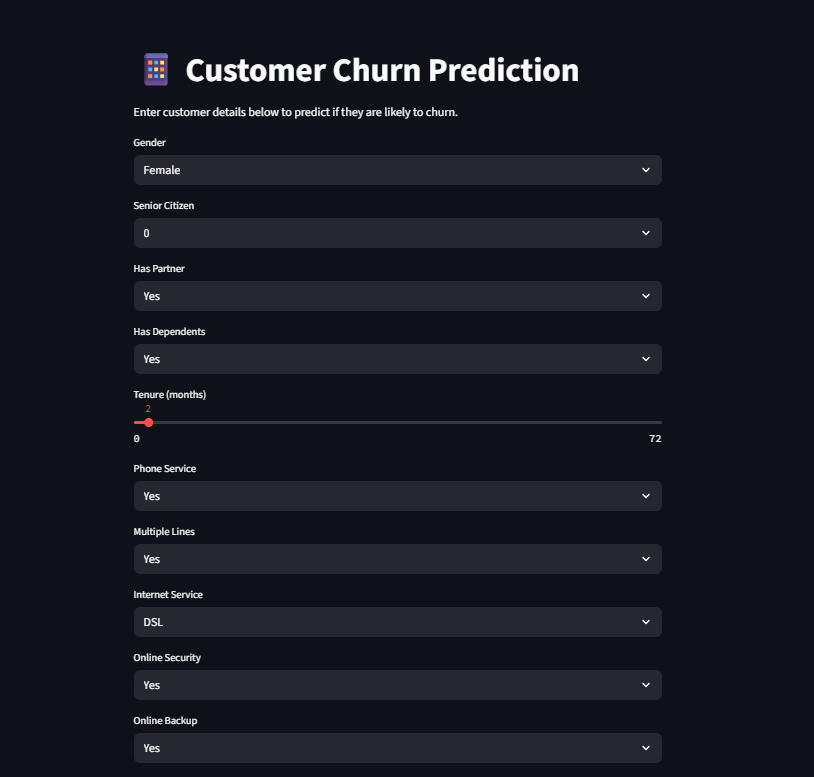 Customer Churn Prediction
Enter customer details below to predict if they are likely to churn.
Gender
Female
Senior Citizen
0
Has Partner
Yes
Has Dependents
Yes
Tenure (months)
2
0 72
Phone Service
Yes
Multiple Lines
Yes
Internet Service
DSL
Online Security
Yes
Online Backup
Yes